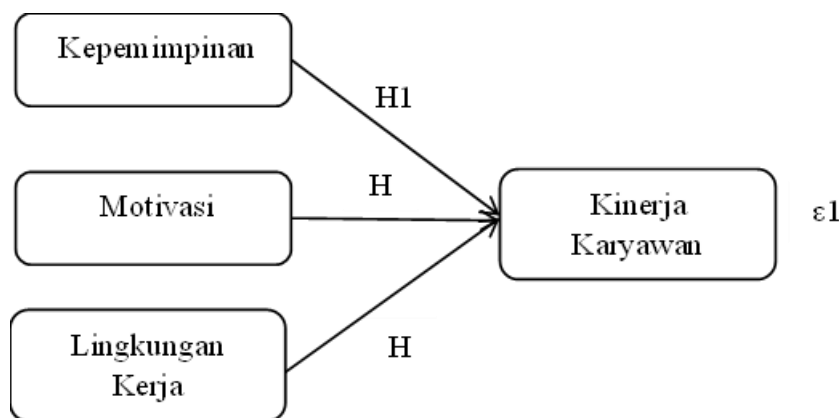 Kepemimpinan
H1
Motivasi
H
Kinerja
Karyawan
ε1
Lingkungan
Kerja
H